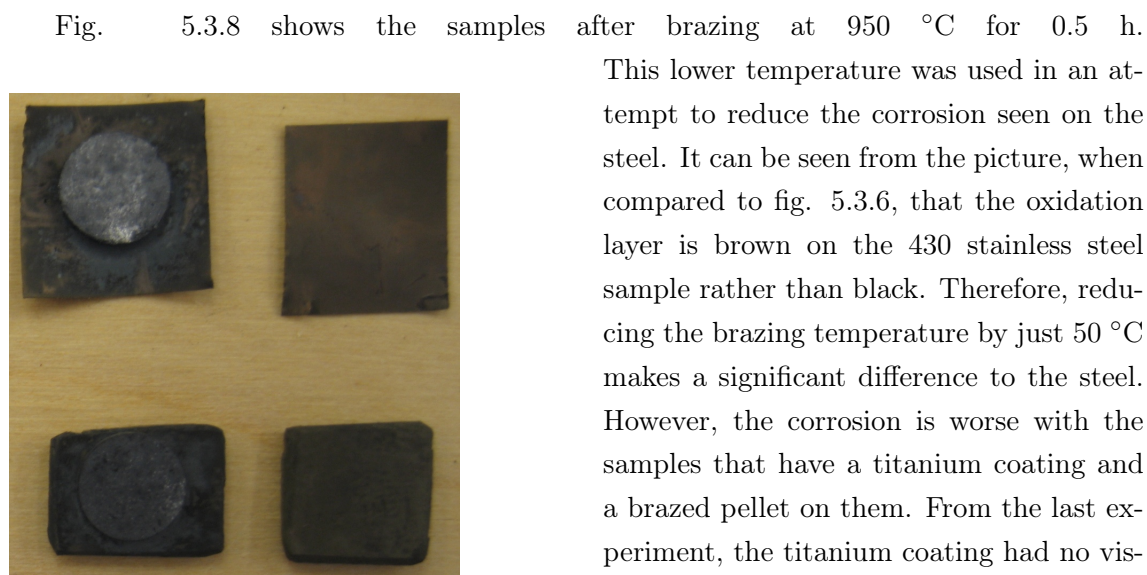 Fig. 5.3.8 shows the samples after brazing at 950 °C for 0.5 h.
This lower temperature was used in an at-
tempt to reduce the corrosion seen on the
steel. It can be seen from the picture, when
compared to fig. 5.3.6, that the oxidation
layer is brown on the 430 stainless steel
sample rather than black. Therefore, redu-
cing the brazing temperature by just 50 °C
makes a significant difference to the steel.
However, the corrosion is worse with the
samples that have a titanium coating and
a brazed pellet on them. From the last ex-
periment, the titanium coating had no vis-